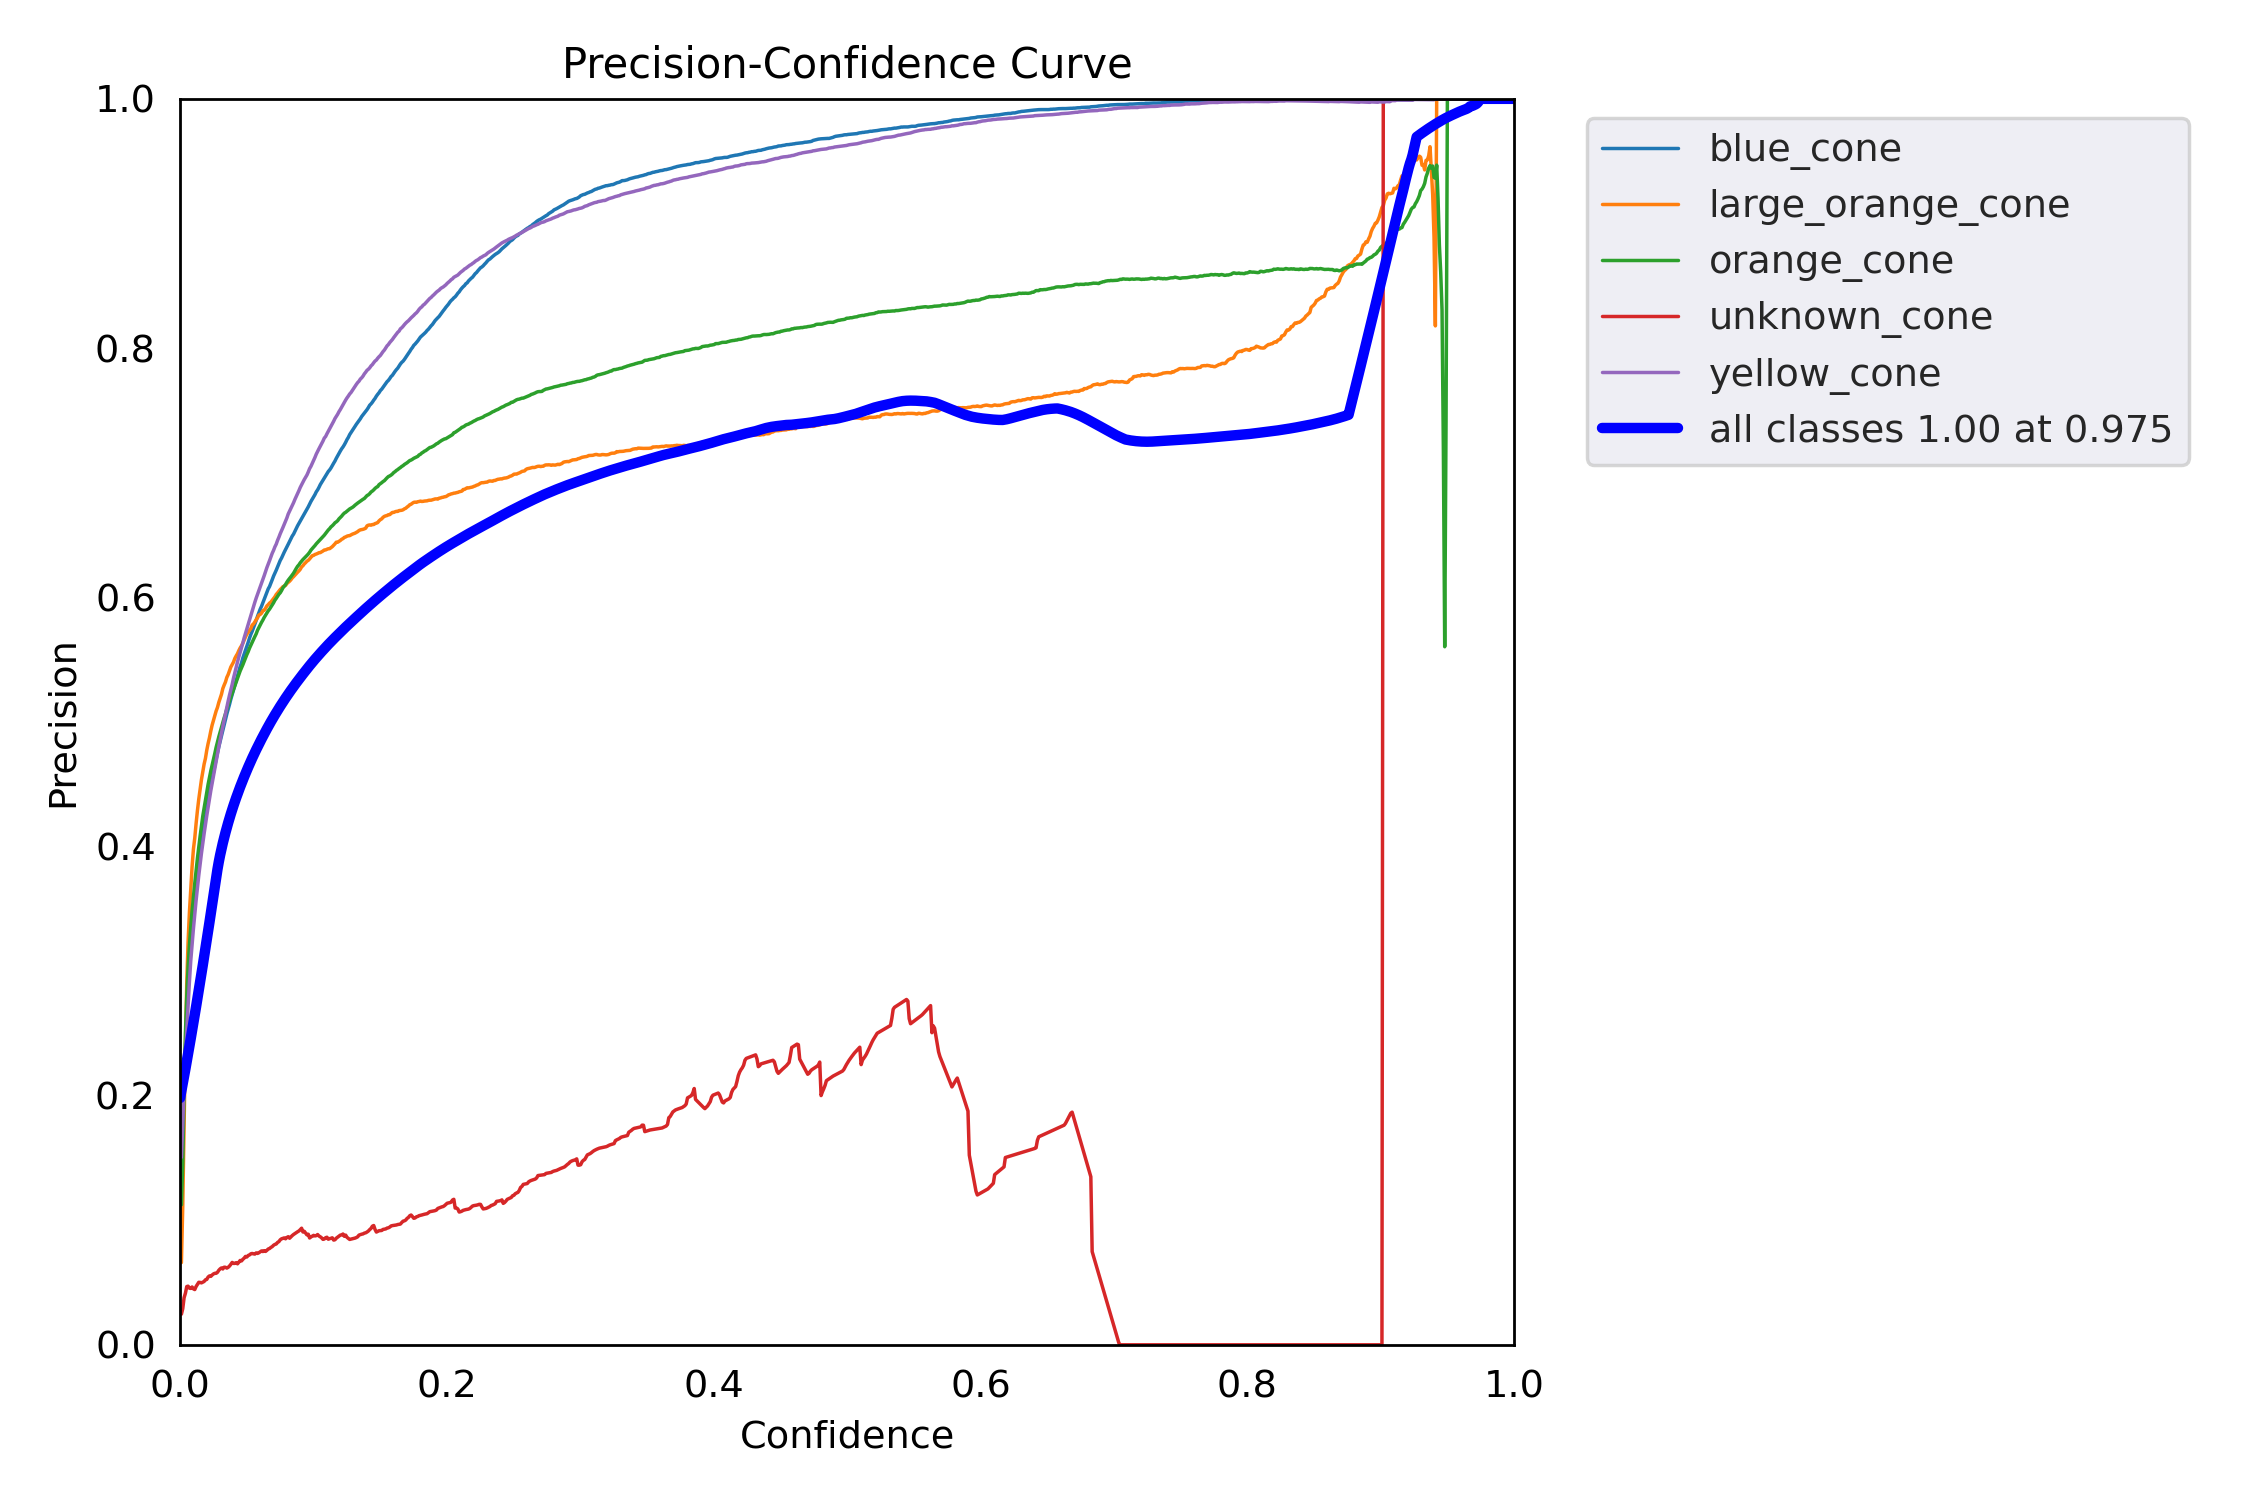 Precision-Confidence Curve
1.0
0.8
0.6
0.4
0.2
0.0
Precision
0.0 0.2 0.4 0.6 0.8 1.0
Confidence
blue_cone
large_orange_cone
orange_cone
unknown_cone
yellow_cone
all classes 1.00 at 0.975